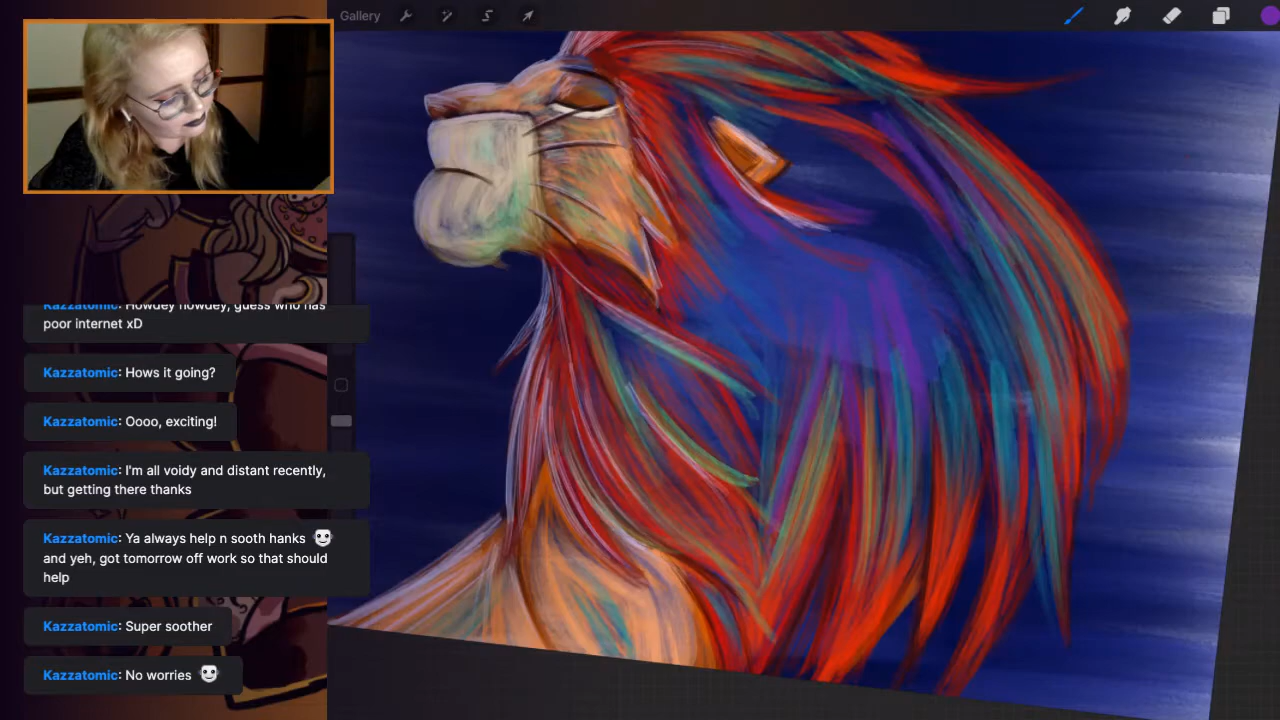 Gallery
Kazzatomic: Howdey howdey, guess who has
poor internet xD
Kazzatomic: Hows it going?
Kazzatomic: Oooo, exciting!
Kazzatomic: I'm all voidy and distant recently,
but getting there thanks
Kazzatomic: Ya always help n sooth hanks
and yeh, got tomorrow off work so that should
help
Kazzatomic: Super soother
Kazzatomic: No worries